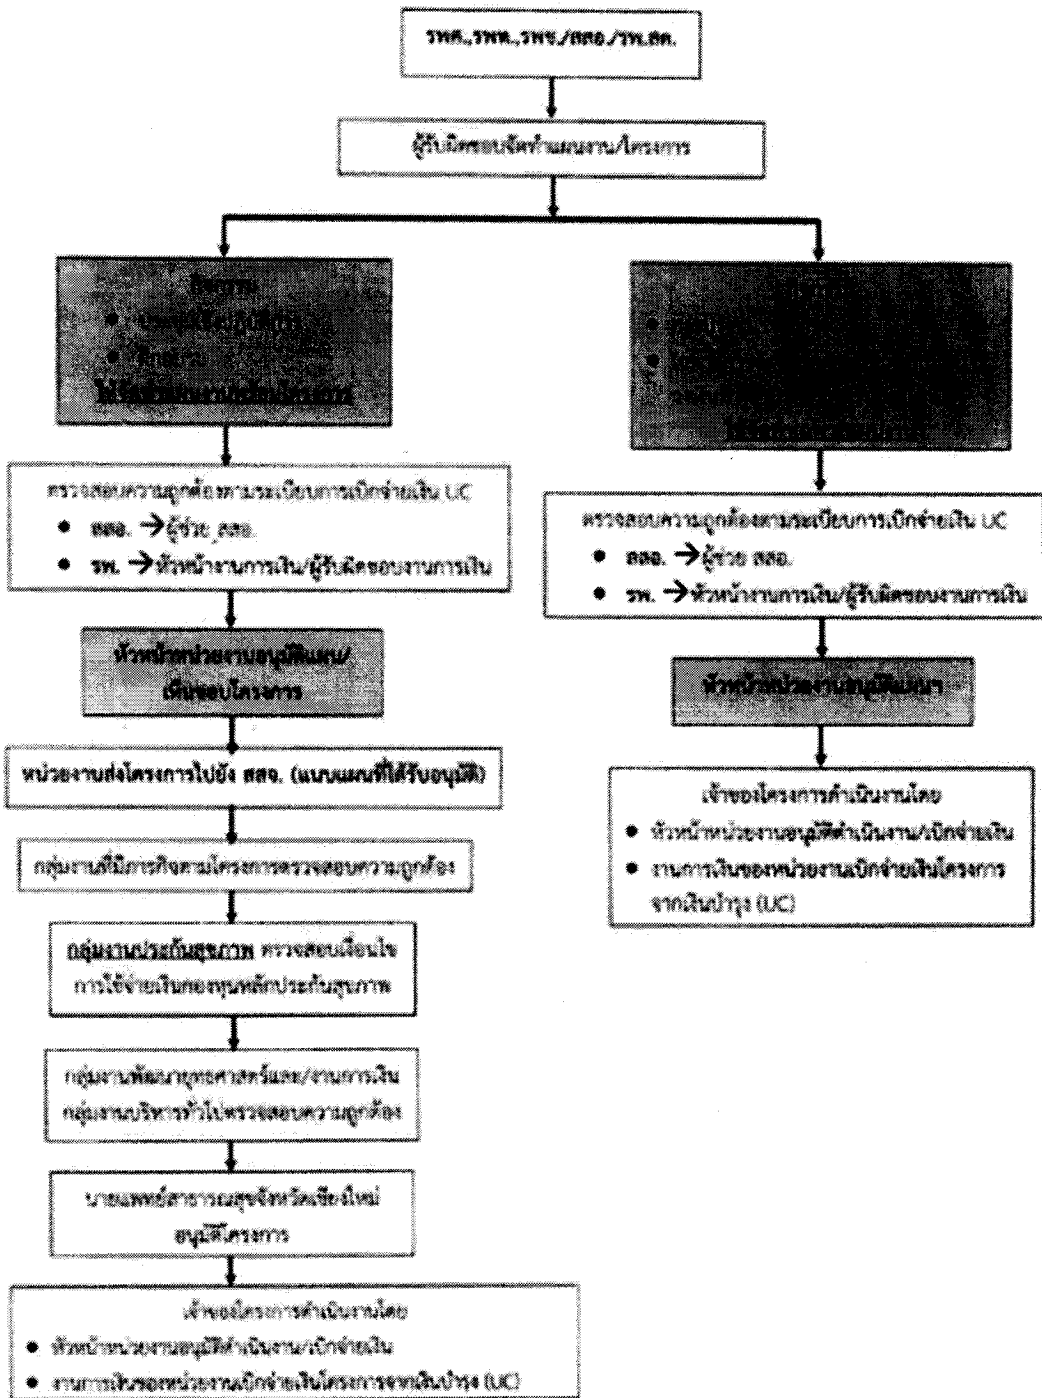 รพศ.,รพท.,รพช./สสอ./รพ.สต.
ผู้รับผิดชอบจัดทำแผนงาน/โครงการ
กิจกรรม
● ประชุมเชิงปฏิบัติการ
● ฝึกอบรม
ตรวจสอบความถูกต้องตามระเบียบการเบิกจ่ายเงิน UC
● สสอ. →ผู้ช่วย สสอ.
● รพ. →หัวหน้างานการเงิน/ผู้รับผิดชอบงานการเงิน
หัวหน้าหน่วยงานอนุมัติแผน/
เห็นชอบโครงการ
หน่วยงานส่งโครงการไปยัง สสจ. (แนบแผนที่ได้รับอนุมัติ)
กลุ่มงานที่มีภารกิจตามโครงการตรวจสอบความถูกต้อง
กลุ่มงานประกันสุขภาพ ตรวจสอบเงื่อนไข
การใช้จ่ายเงินกองทุนหลักประกันสุขภาพ
กลุ่มงานพัฒนายุทธศาสตร์และ/งานการเงิน
กลุ่มงานบริหารทั่วไปตรวจสอบความถูกต้อง
นายแพทย์สาธารณสุขจังหวัดเชียงใหม่
อนุมัติโครงการ
เจ้าของโครงการดำเนินงานโดย
● หัวหน้าหน่วยงานอนุมัติดำเนินงาน/เบิกจ่ายเงิน
● งานการเงินของหน่วยงานเบิกจ่ายเงินโครงการจากเงินบำรุง (UC)
ตรวจสอบความถูกต้องตามระเบียบการเบิกจ่ายเงิน UC
● สสอ. →ผู้ช่วย สสอ.
● รพ. →หัวหน้างานการเงิน/ผู้รับผิดชอบงานการเงิน
หัวหน้าหน่วยงานอนุมัติแผนฯ
เจ้าของโครงการดำเนินงานโดย
● หัวหน้าหน่วยงานอนุมัติดำเนินงาน/เบิกจ่ายเงิน
● งานการเงินของหน่วยงานเบิกจ่ายเงินโครงการ
จากเงินบำรุง (UC)